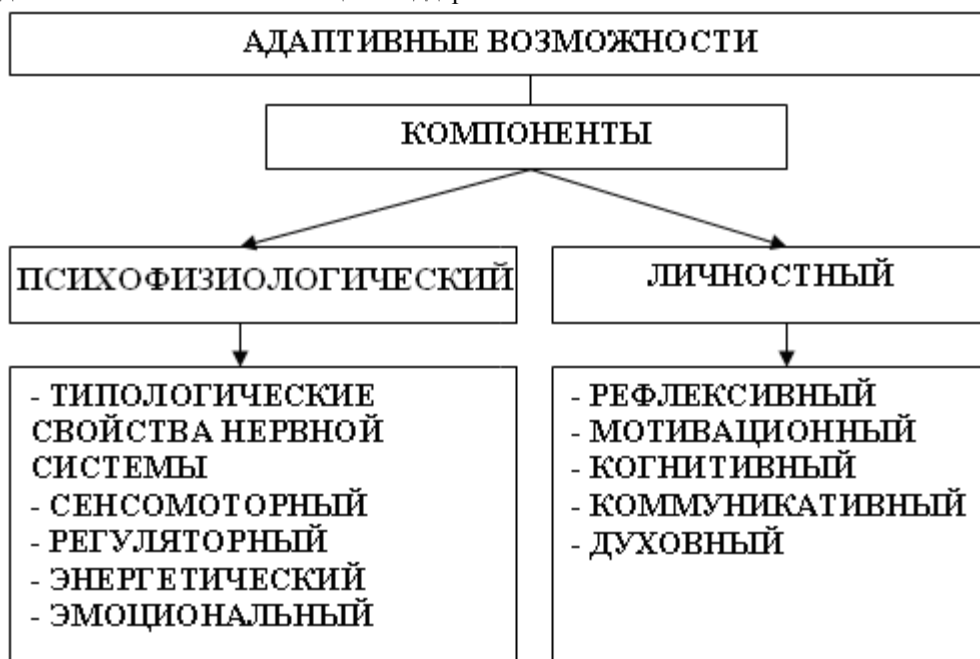 АДАПТИВНЫЕ ВОЗМОЖНОСТИ
КОМПОНЕНТЫ
ПСИХОФИЗИОЛОГИЧЕСКИЙ
ЛИЧНОСТНЫЙ
- ТИПОЛОГИЧЕСКИЕ
СВОЙСТВА НЕРВНОЙ
СИСТЕМЫ
- СЕНСОМОТОРНЫЙ
- РЕГУЛЯТОРНЫЙ
- ЭНЕРГЕТИЧЕСКИЙ
- ЭМОЦИОНАЛЬНЫЙ
- РЕФЛЕКСИВНЫЙ
- МОТИВАЦИОННЫЙ
- КОГНИТИВНЫЙ
- КОММУНИКАТИВНЫЙ
- ДУХОВНЫЙ